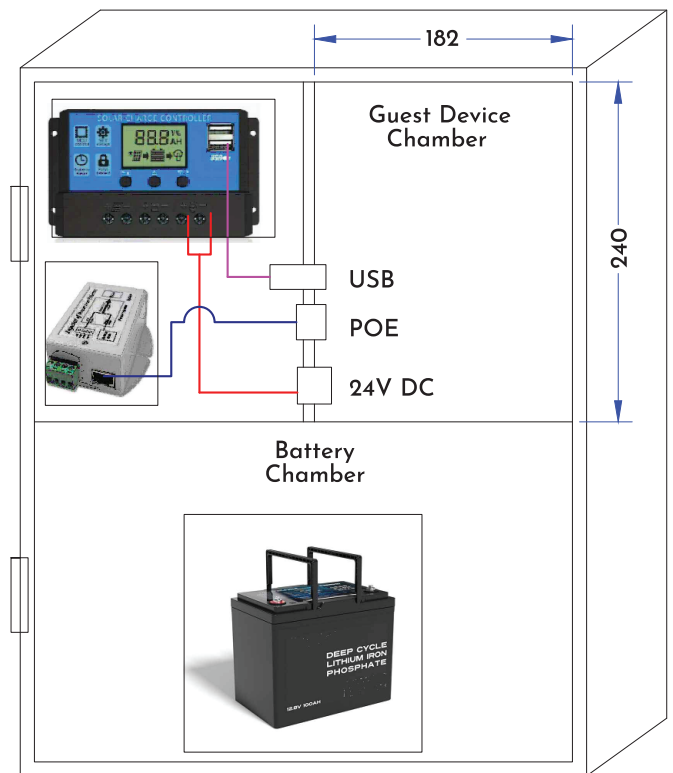 182
SOLAR CHARGE CONTROLLER
88.8 V%
AH
Guest Device
Chamber
240
USB
POE
24V DC
Battery
Chamber
DEEP CYCLE
LITHIUM IRON
PHOSPHATE
12.8V 100AH